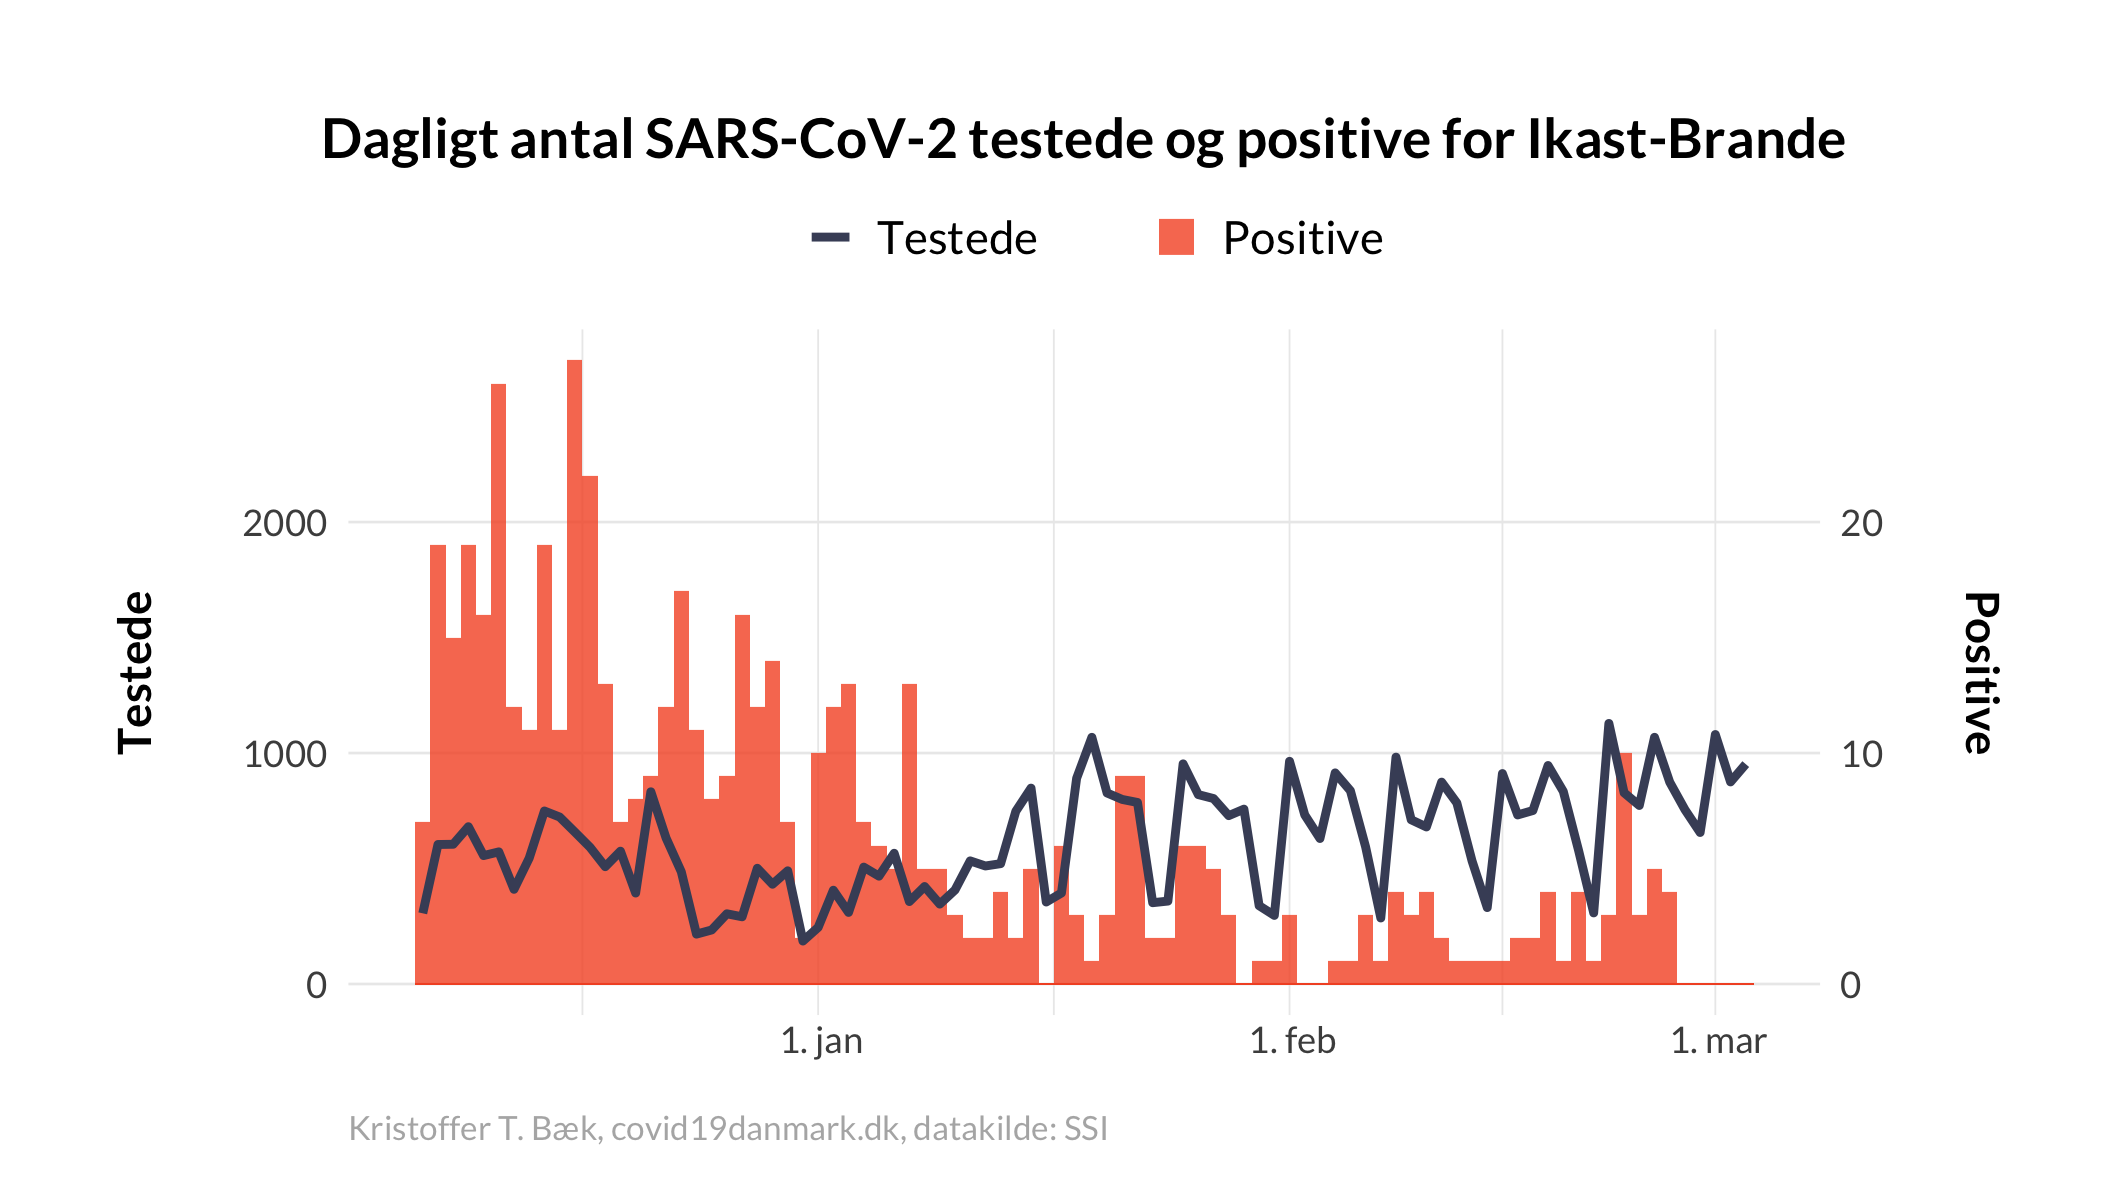 Dagligt antal SARS-CoV-2 testede og positive for Ikast-Brande
Testede
Positive
2000
1000
0
Testede
20
10
0
Positive
1. jan
1. feb
1. mar
Kristoffer T. Bæk, covid19danmark.dk, datakilde: SSI